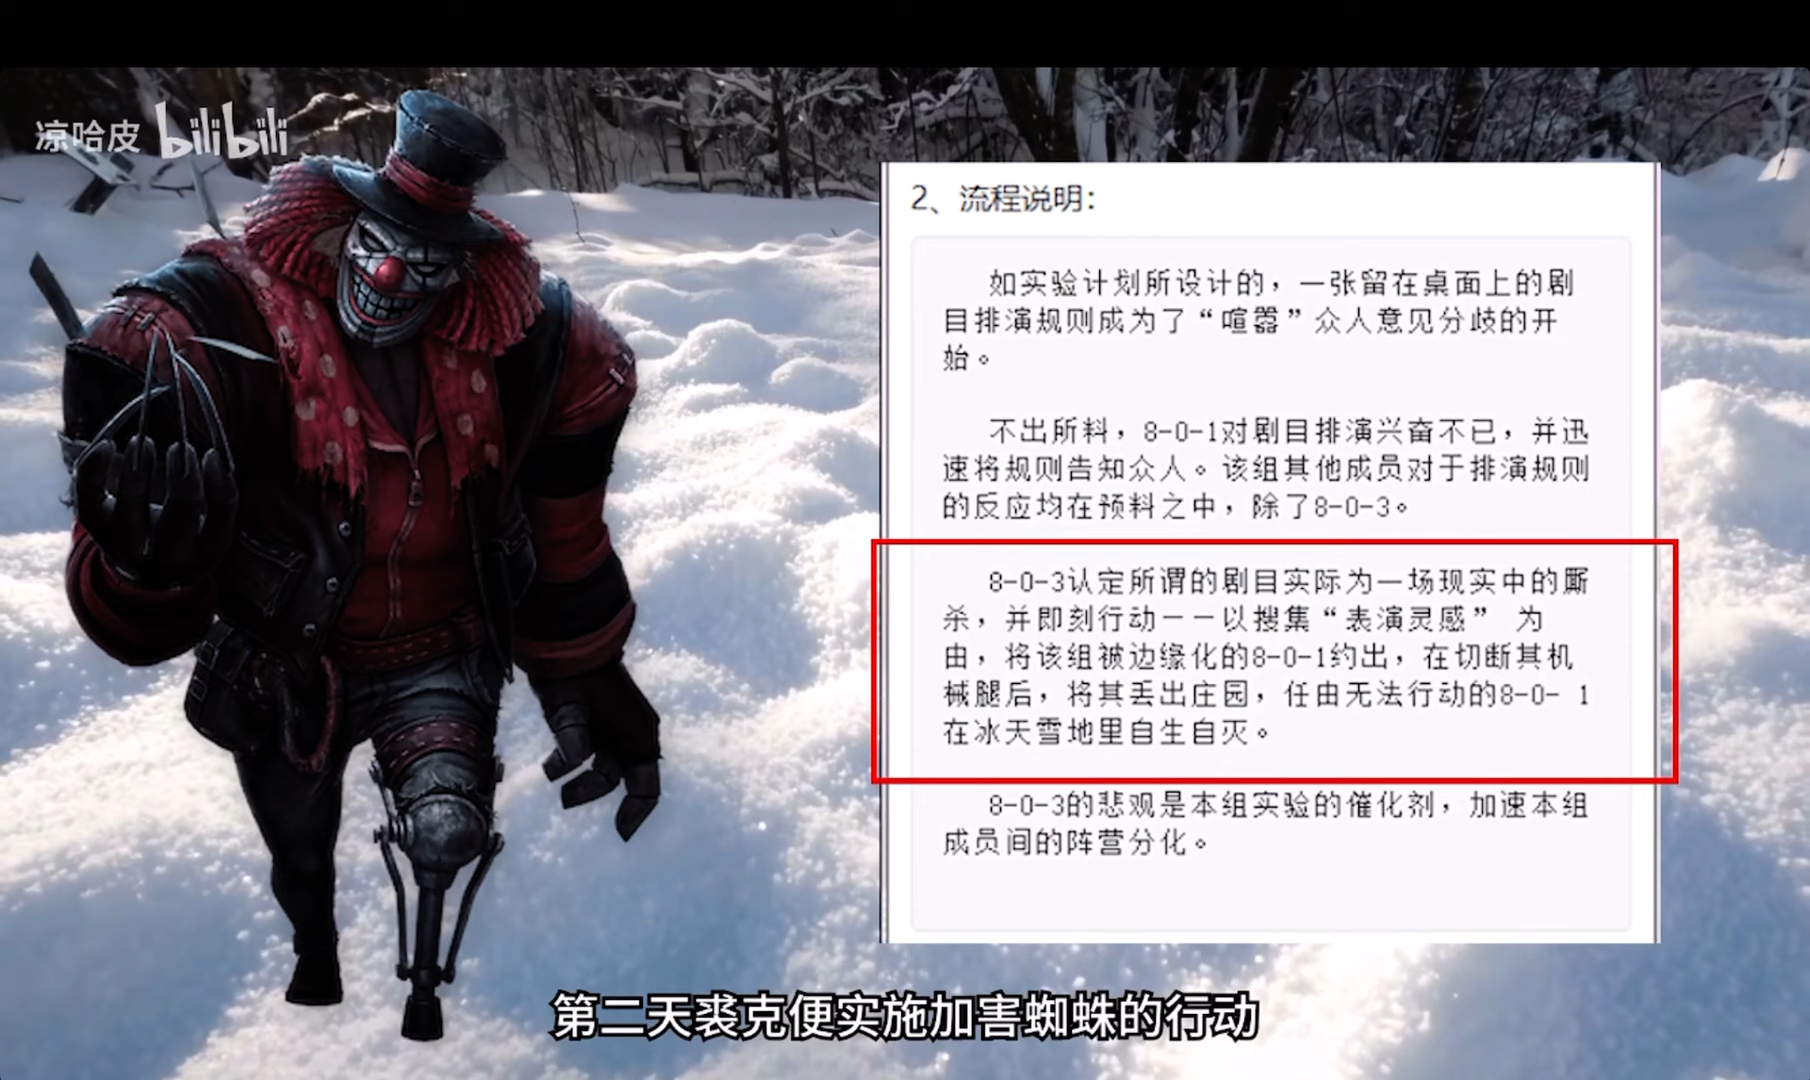 凉哈皮 bilibili
2、流程说明：
如实验计划所设计的，一张留在桌面上的剧
目排演规则成为了“喧嚣”众人意见分歧的开
始。
不出所料，8-0-1对剧目排演兴奋不已，并迅
速将规则告知众人。该组其他成员对于排演规则
的反应均在预料之中，除了8-0-3。
8-0-3认定所谓的剧目实际为一场现实中的厮
杀，并即刻行动——以搜集“表演灵感” 为
由，将该组被边缘化的8-0-1约出，在切断其机
械腿后，将其丢出庄园，任由无法行动的8-0- 1
在冰天雪地里自生自灭。
8-0-3的悲观是本组实验的催化剂，加速本组
成员间的阵营分化。
第二天裘克便实施加害蜘蛛的行动